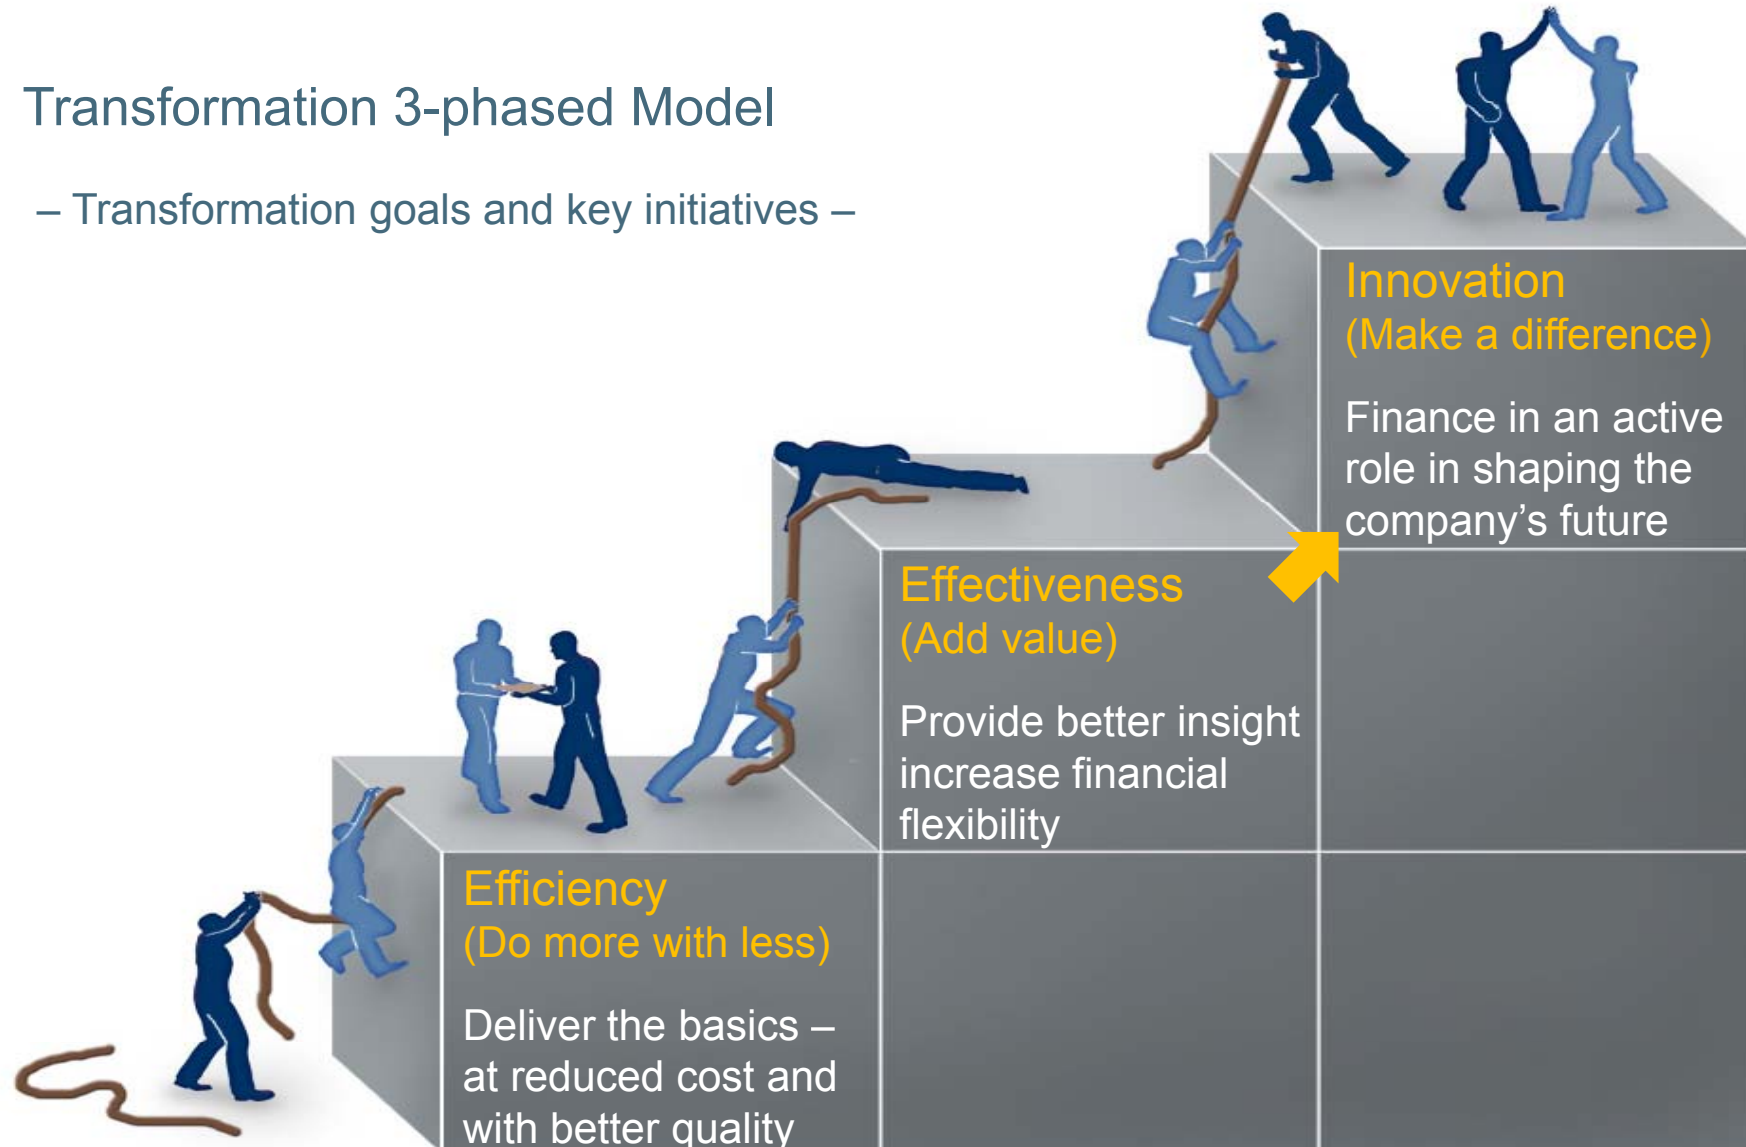 Transformation 3-phased Model
– Transformation goals and key initiatives –
Innovation
(Make a difference)
Finance in an active
role in shaping the
company’s future
Effectiveness
(Add value)
Provide better insight
increase financial
flexibility
Efficiency
(Do more with less)
Deliver the basics –
at reduced cost and
with better quality